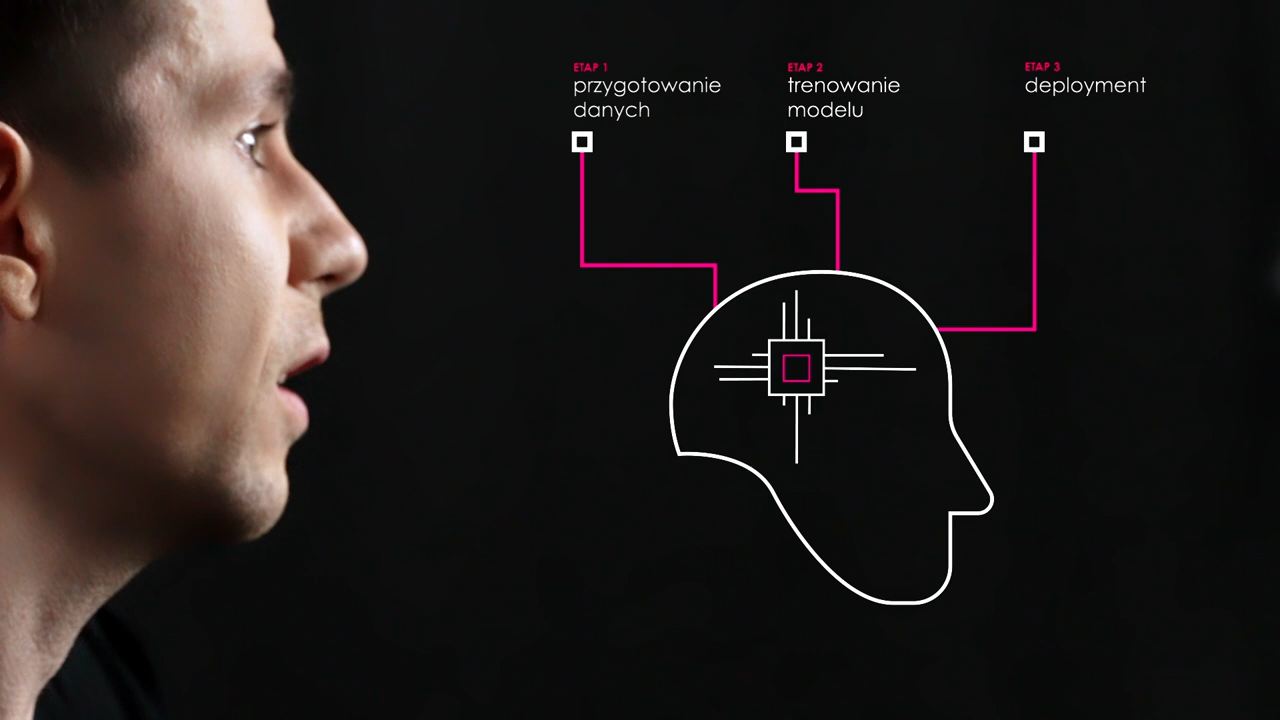 ETAP 1
przygotowanie
danych
ETAP 2
trenowanie
modelu
ETAP 3
deployment